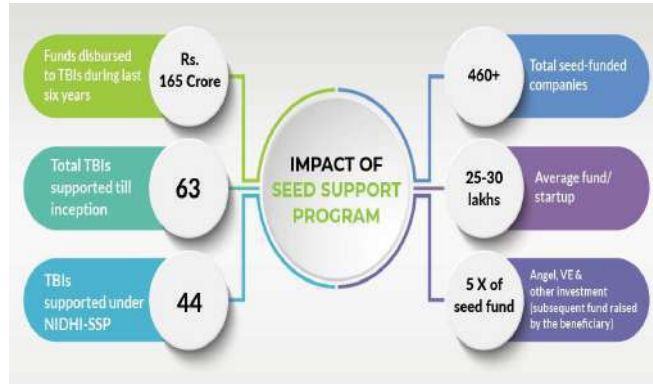 Funds disbursed
to TBIs during last
six years
Rs.
165 Crore
Total TBIs
supported till
inception
63
TBIs
supported under
NIDHI-SSP
44
IMPACT OF
SEED SUPPORT
PROGRAM
460+
Total seed-funded
companies
25-30
lakhs
Average fund/
startup
5 X of
seed fund
Angel, VE &
other investment
(subsequent fund raised
by the beneficiary)